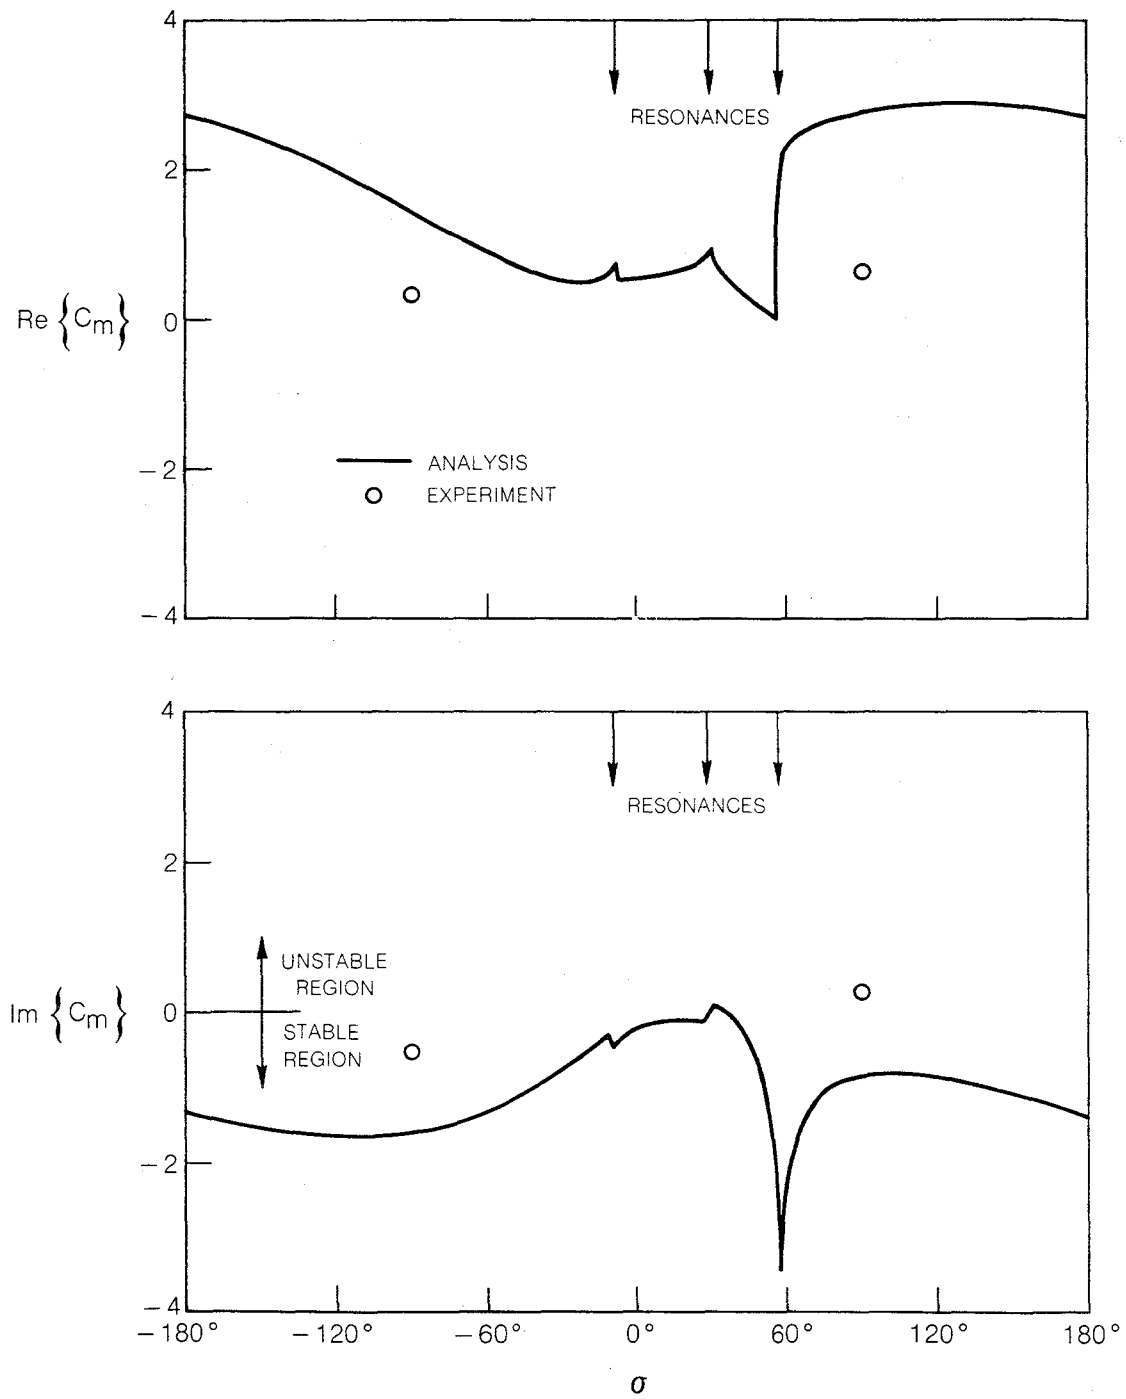 4
RESONANCES
2
Re {Cm}
0
ANALYSIS
−2
EXPERIMENT
−4
4
RESONANCES
2
UNSTABLE
REGION
Im {Cm}
0
STABLE
REGION
−2
−4
−180° −120° −60° 0° 60° 120° 180°
σ